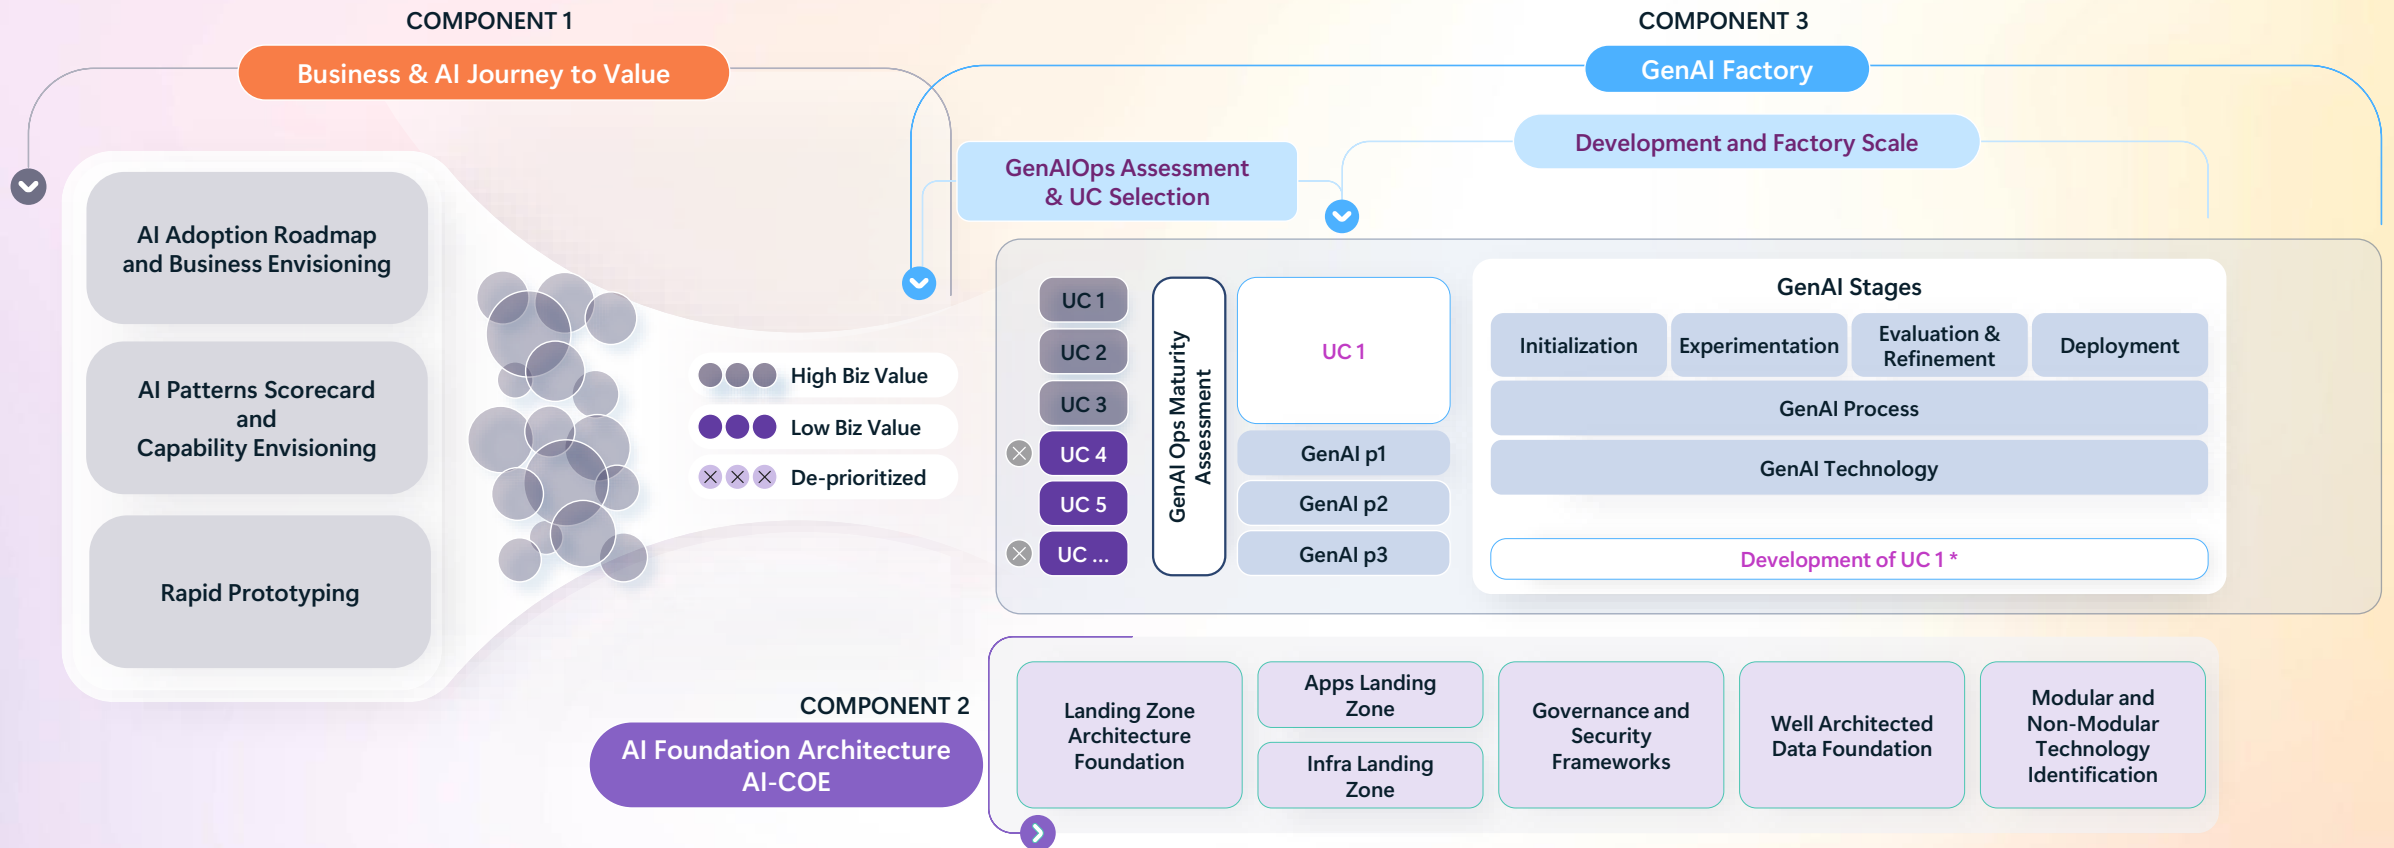 COMPONENT 1
Business & AI Journey to Value
AI Adoption Roadmap
and Business Envisioning
AI Patterns Scorecard
and
Capability Envisioning
Rapid Prototyping
High Biz Value
Low Biz Value
De-prioritized
COMPONENT 3
GenAI Factory
GenAIOps Assessment
& UC Selection
Development and Factory Scale
UC 1
UC 2
UC 3
UC 4
UC 5
UC ...
GenAI Ops Maturity
Assessment
UC 1
GenAI p1
GenAI p2
GenAI p3
GenAI Stages
Initialization
Experimentation
Evaluation &
Refinement
Deployment
GenAI Process
GenAI Technology
Development of UC 1 *
COMPONENT 2
AI Foundation Architecture
AI-COE
Landing Zone
Architecture
Foundation
Apps Landing
Zone
Infra Landing
Zone
Governance and
Security
Frameworks
Well Architected
Data Foundation
Modular and
Non-Modular
Technology
Identification